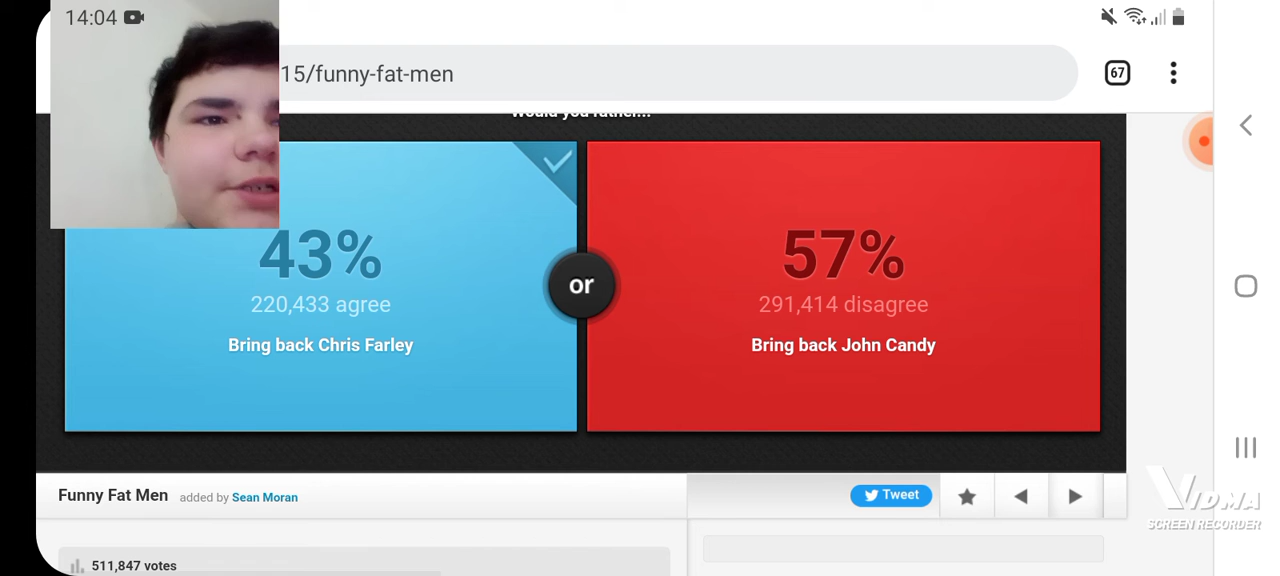 14:04
15/funny-fat-men
67
Would you rather...
43%
220,433 agree
Bring back Chris Farley
or
57%
291,414 disagree
Bring back John Candy
Funny Fat Men added by Sean Moran
Tweet
511,847 votes
VIDMA
SCREEN RECORDER